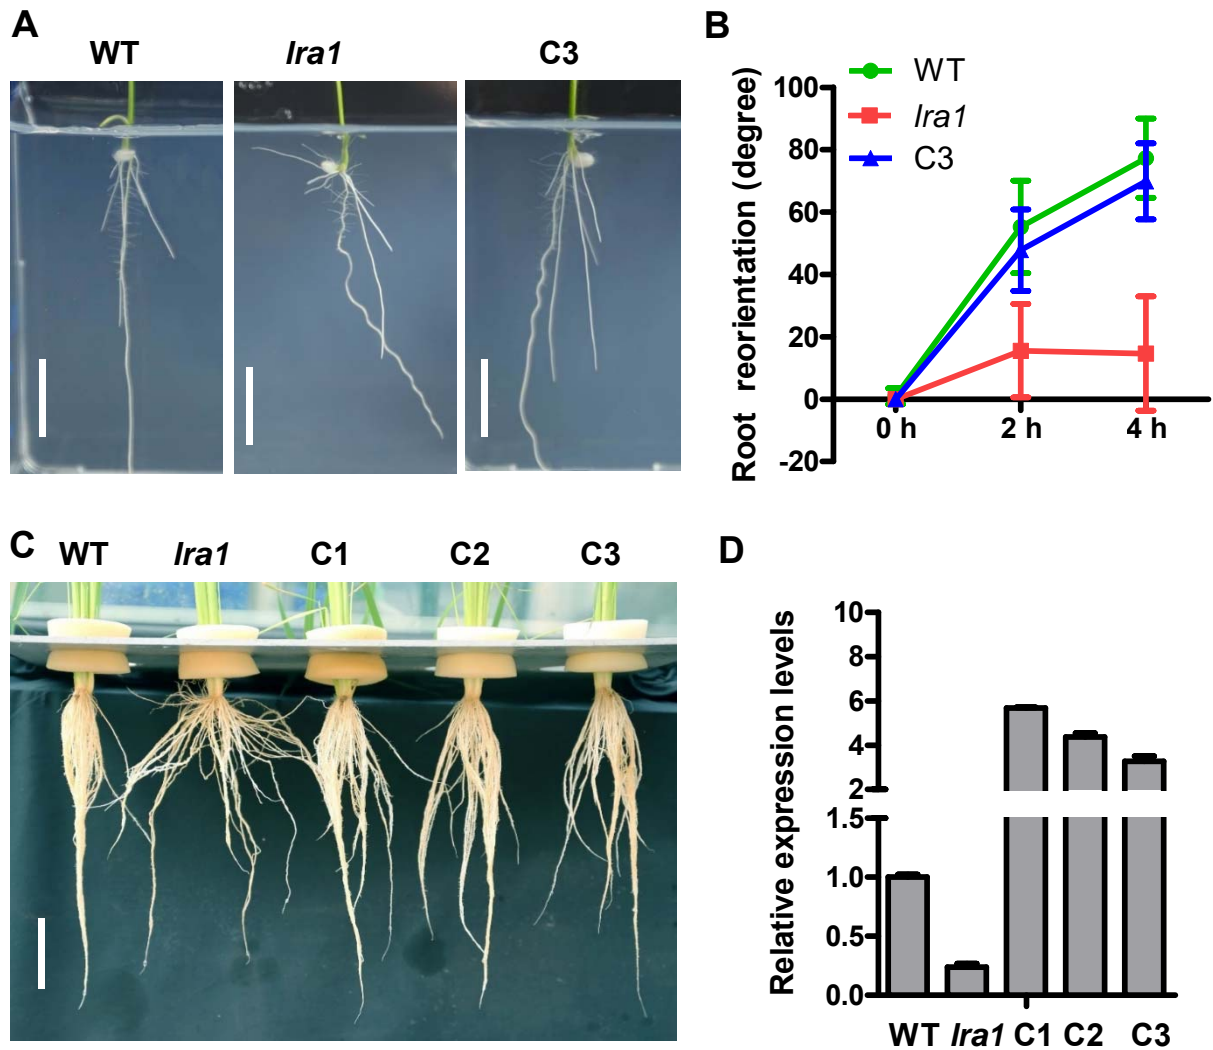 A
WT
lra1
C3
B
WT
lra1
C3
Root reorientation (degree)
100
80
60
40
20
0
-20
0 h
2 h
4 h
C
WT
lra1
C1
C2
C3
D
Relative expression levels
10
8
6
4
2
1.5
1.0
0.5
0.0
WT
lra1
C1
C2
C3